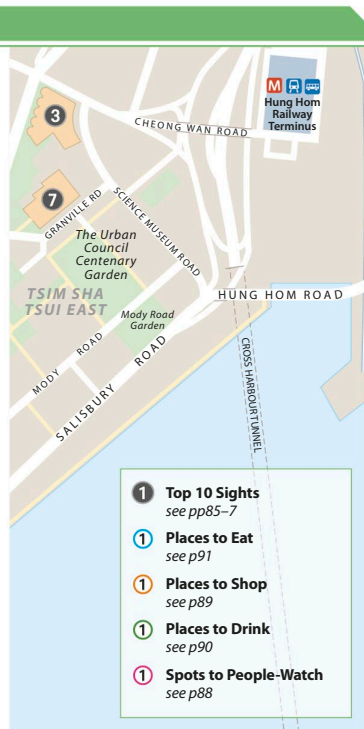 M
Hung Hom
Railway
Terminus
3
CHEONG WAN ROAD
7
GRANVILLE RD
SCIENCE MUSEUM ROAD
The Urban
Council
Centenary
Garden
TSIM SHA
TSUI EAST
Mody Road
Garden
HUNG HOM ROAD
MODY ROAD
SALISBURY ROAD
CROSS HARBOUR TUNNEL
1 Top 10 Sights
see pp85–7
1 Places to Eat
see p91
1 Places to Shop
see p89
1 Places to Drink
see p90
1 Spots to People-Watch
see p88